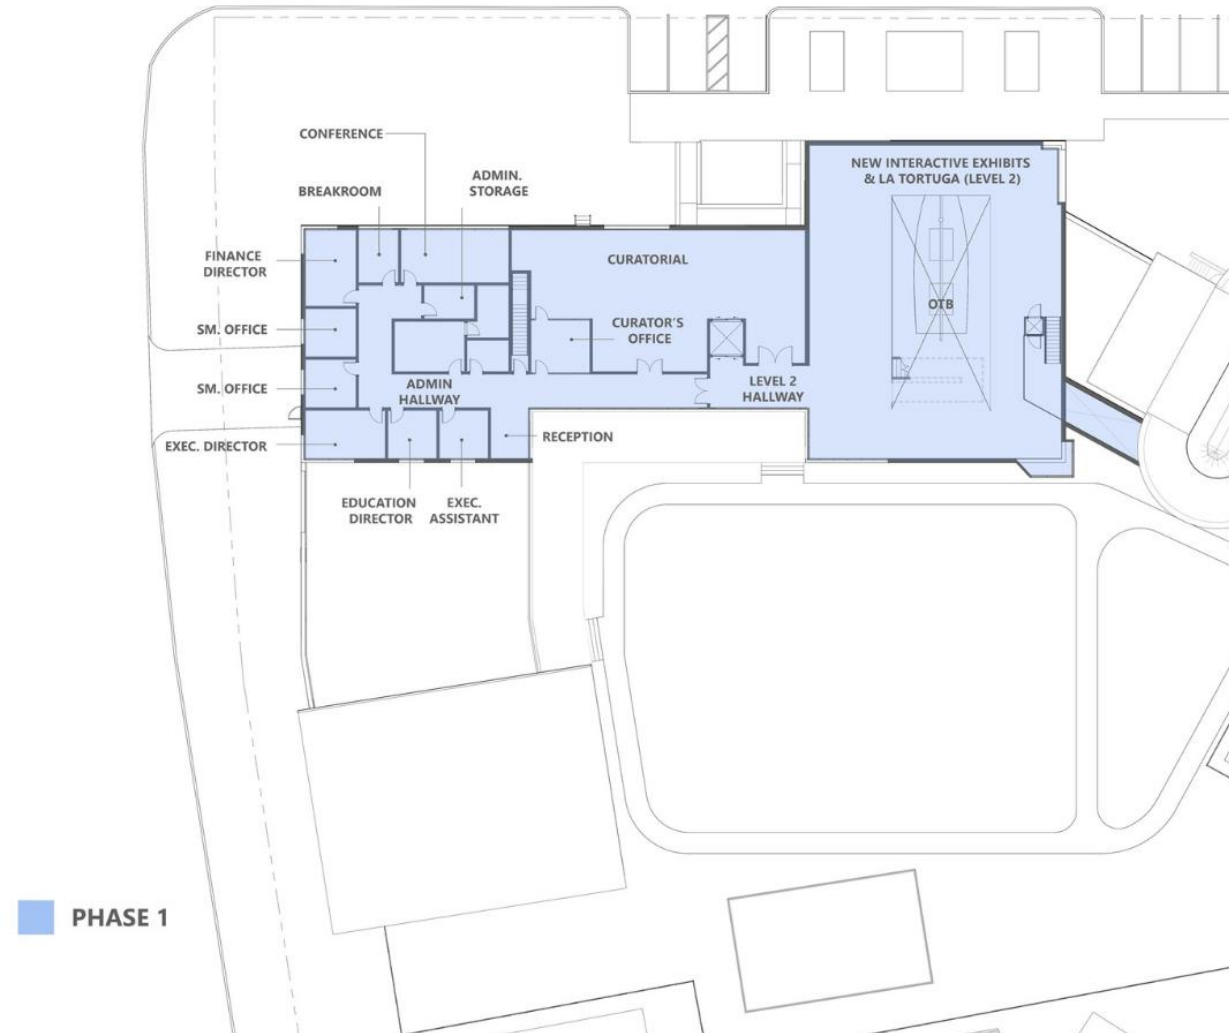 CONFERENCE
BREAKROOM
ADMIN.
STORAGE
NEW INTERACTIVE EXHIBITS
& LA TORTUGA (LEVEL 2)
FINANCE
DIRECTOR
CURATORIAL
OTB
SM. OFFICE
CURATOR'S
OFFICE
SM. OFFICE
ADMIN
HALLWAY
LEVEL 2
HALLWAY
EXEC. DIRECTOR
RECEPTION
EDUCATION
DIRECTOR
EXEC.
ASSISTANT
PHASE 1